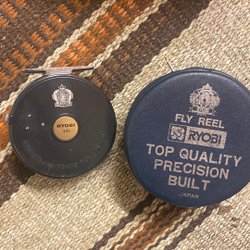 RYOBI
FLY REEL
RYOBI
TOP QUALITY
PRECISION
BUILT
JAPAN